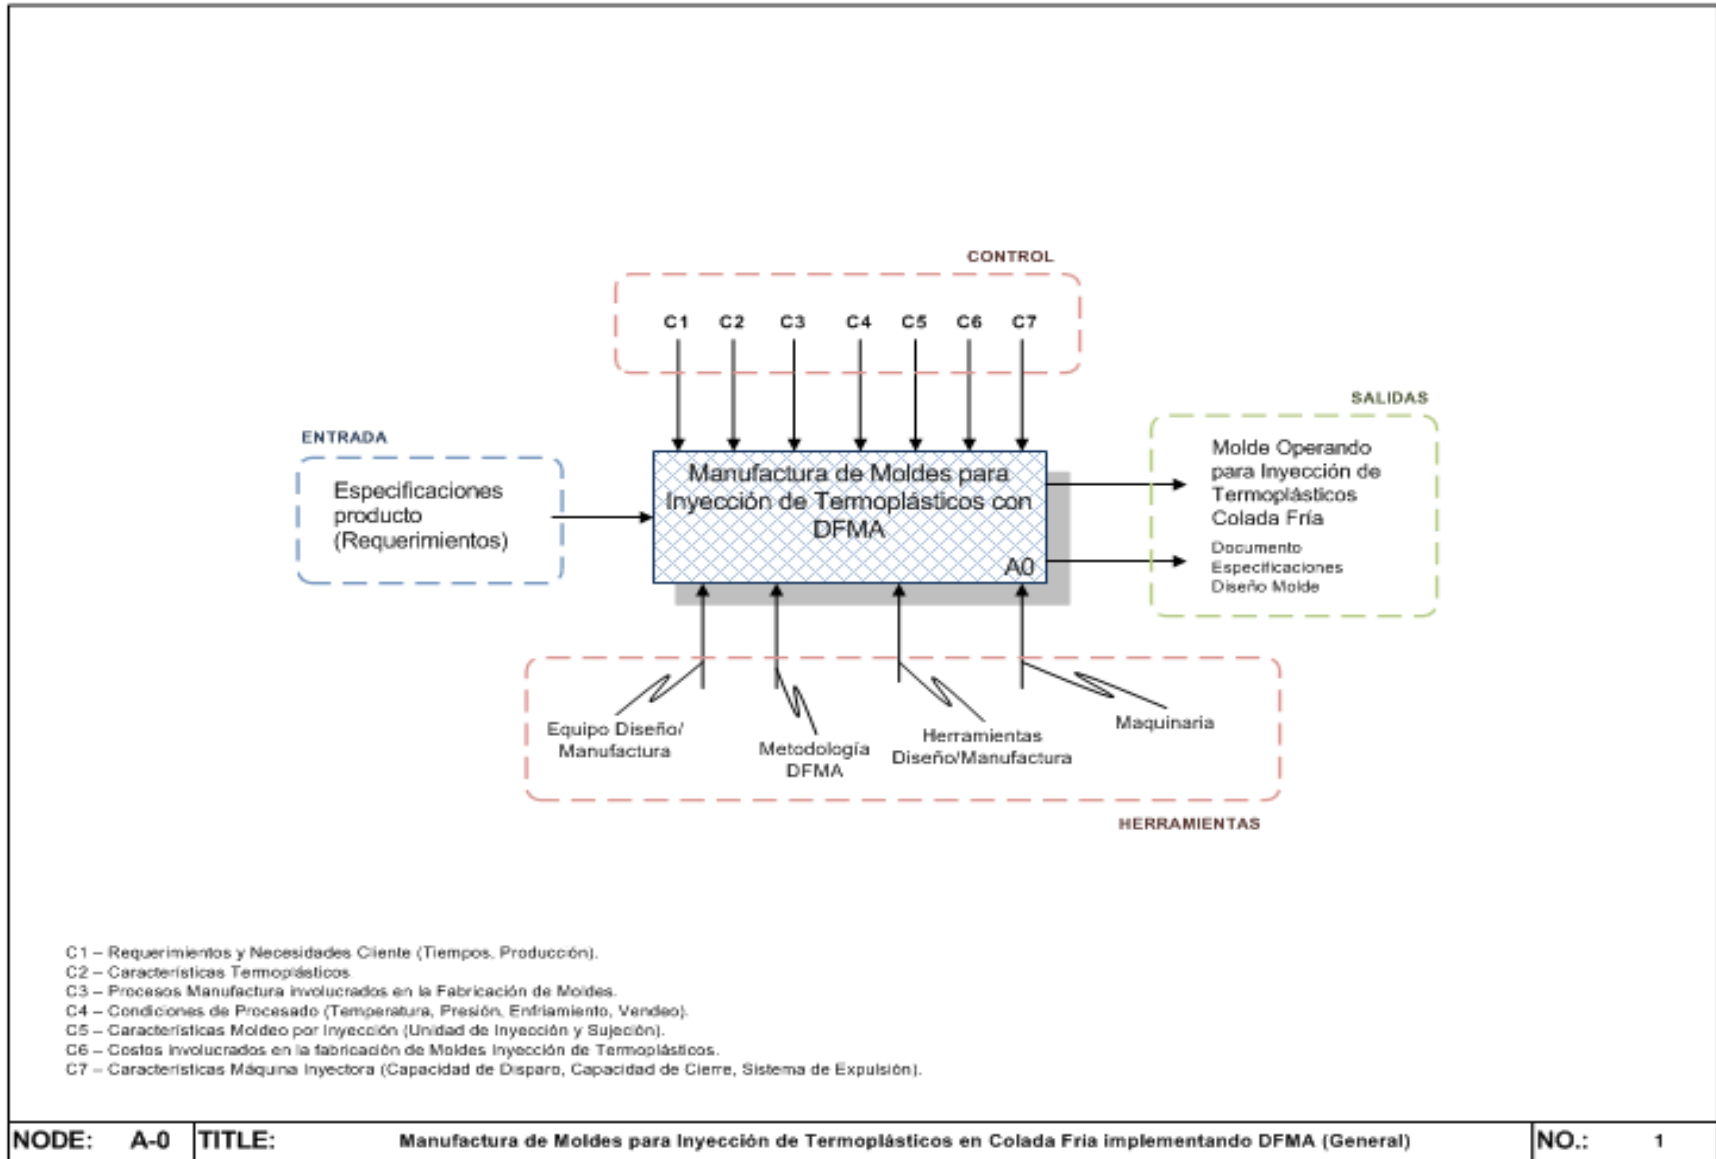 CONTROL
C1 C2 C3 C4 C5 C6 C7
SALIDAS
ENTRADA
Especificaciones
producto
(Requerimientos)
Manufactura de Moldes para
Inyección de Termoplásticos con
DFMA
A0
Molde Operando
para Inyección de
Termoplásticos
Colada Fría
Documento
Especificaciones
Diseño Molde
Equipo Diseño/
Manufactura
Metodología
DFMA
Herramientas
Diseño/Manufactura
Maquinaria
HERRAMIENTAS
C1 – Requerimientos y Necesidades Cliente (Tiempos, Producción).
C2 – Características Termoplásticos.
C3 – Procesos Manufactura involucrados en la Fabricación de Moldes.
C4 – Condiciones de Procesado (Temperatura, Presión, Enfriamiento, Vendeo).
C5 – Características Moldeo por Inyección (Unidad de Inyección y Sujeción).
C6 – Costos involucrados en la fabricación de Moldes Inyección de Termoplásticos.
C7 – Características Máquina Inyectora (Capacidad de Disparo, Capacidad de Cierre, Sistema de Expulsión).
NODE: A-0 TITLE: Manufactura de Moldes para Inyección de Termoplásticos en Colada Fria implementando DFMA (General) NO.: 1